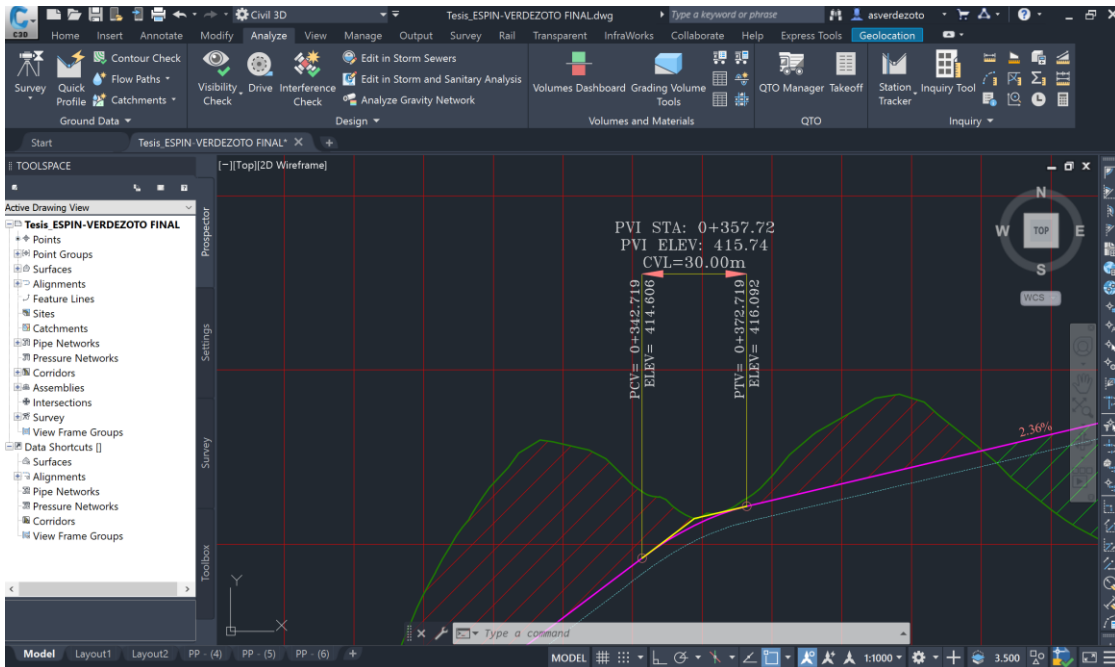 C3D
Civil 3D
Tesis_ESPIN-VERDEZOTO FINAL.dwg
Type a keyword or phrase
asverdezoto
Home Insert Annotate Modify Analyze View Manage Output Survey Rail Transparent InfraWorks Collaborate Help Express Tools Geolocation
Survey
Quick Profile
Contour Check
Flow Paths
Catchments
Ground Data
Visibility Check
Drive
Interference Check
Edit in Storm Sewers
Edit in Storm and Sanitary Analysis
Analyze Gravity Network
Design
Volumes Dashboard
Grading Volume Tools
Volumes and Materials
QTO Manager
Takeoff
QTO
Station Tracker
Inquiry Tool
Inquiry
Start
Tesis_ESPIN-VERDEZOTO FINAL*
TOOLSPACE
Active Drawing View
Tesis_ESPIN-VERDEZOTO FINAL
Points
Point Groups
Surfaces
Alignments
Feature Lines
Sites
Catchments
Pipe Networks
Pressure Networks
Corridors
Assemblies
Intersections
Survey
View Frame Groups
Data Shortcuts []
Surfaces
Alignments
Pipe Networks
Pressure Networks
Corridors
View Frame Groups
Prospector
Settings
Survey
Toolbox
[−][Top][2D Wireframe]
PVI STA: 0+357.72
PVI ELEV: 415.74
CVL=30.00m
PCV= 0+342.719
ELEV= 414.606
PTV= 0+372.719
ELEV= 416.092
2.36%
N
W
TOP
E
S
WCS
Y
X
Type a command
Model Layout1 Layout2 PP - (4) PP - (5) PP - (6) +
MODEL
1:1000
3.500